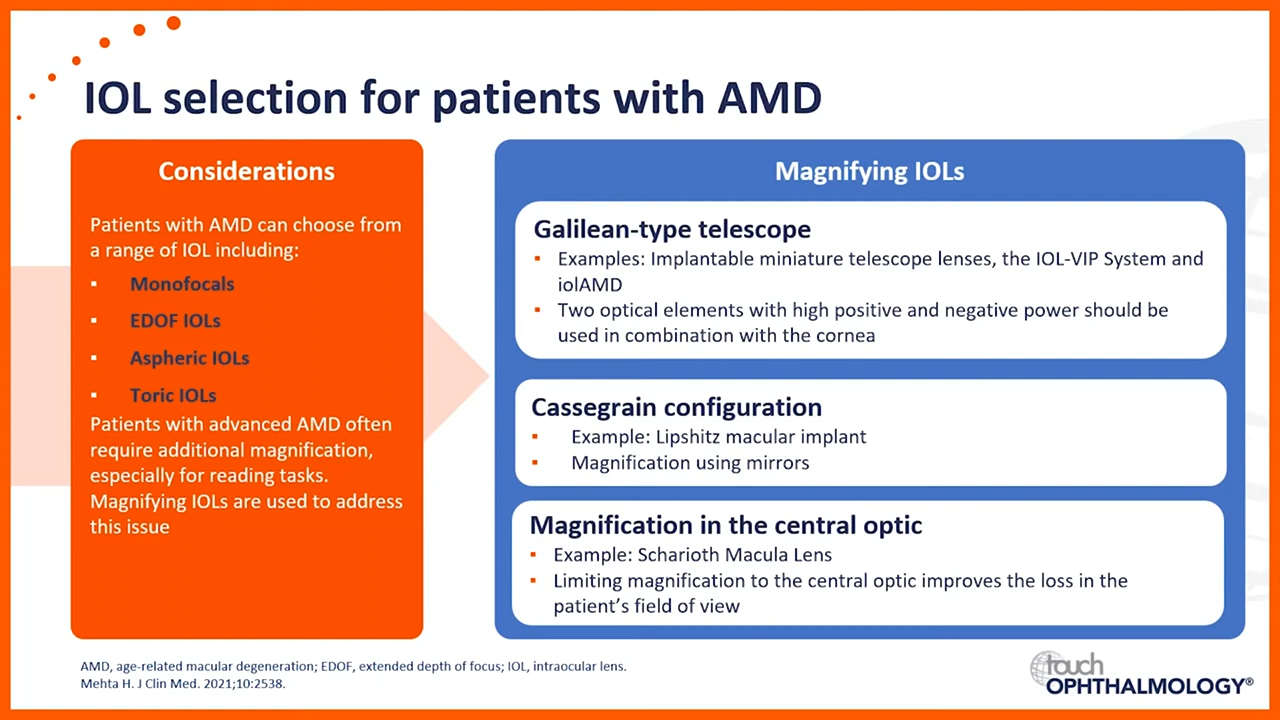 IOL selection for patients with AMD
Considerations
Patients with AMD can choose from
a range of IOL including:
▪ Monofocals
▪ EDOF IOLs
▪ Aspheric IOLs
▪ Toric IOLs
Patients with advanced AMD often
require additional magnification,
especially for reading tasks.
Magnifying IOLs are used to address
this issue
Magnifying IOLs
Galilean-type telescope
▪ Examples: Implantable miniature telescope lenses, the IOL-VIP System and
iolAMD
▪ Two optical elements with high positive and negative power should be
used in combination with the cornea
Cassegrain configuration
▪ Example: Lipshitz macular implant
▪ Magnification using mirrors
Magnification in the central optic
▪ Example: Scharioth Macula Lens
▪ Limiting magnification to the central optic improves the loss in the
patient’s field of view
AMD, age-related macular degeneration; EDOF, extended depth of focus; IOL, intraocular lens.
Mehta H. J Clin Med. 2021;10:2538.
touch
OPHTHALMOLOGY®